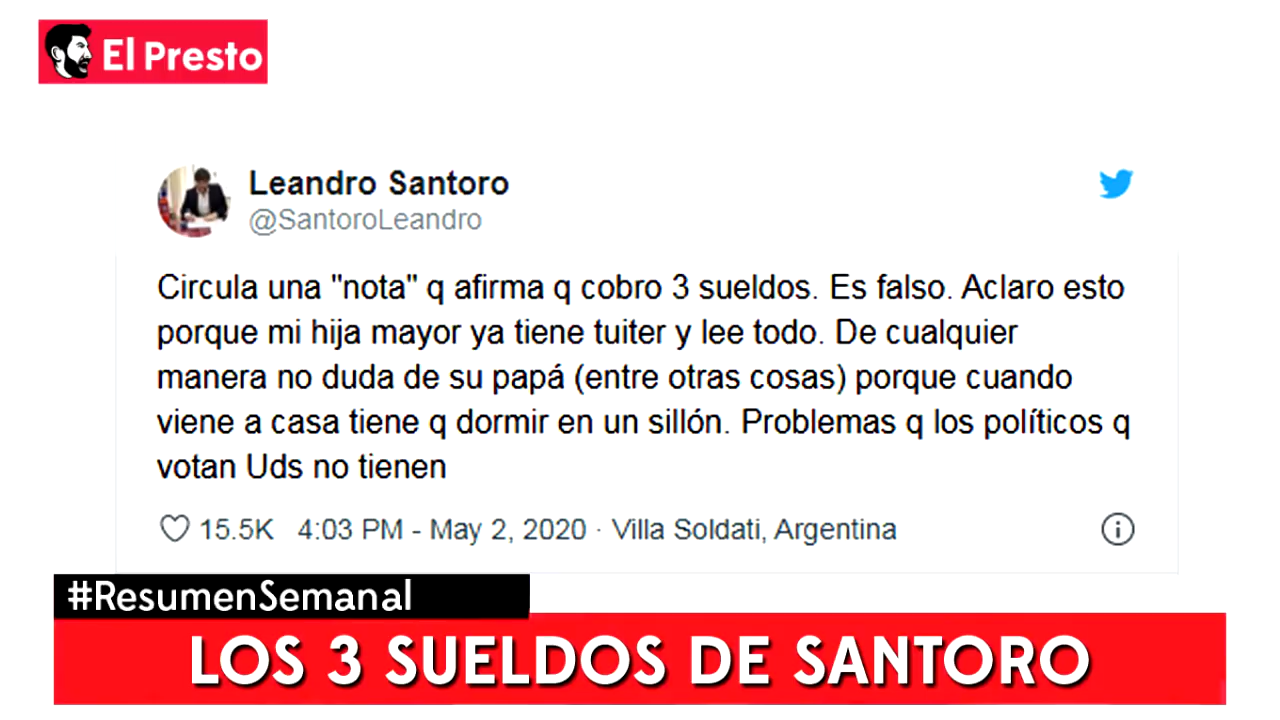 El Presto
Leandro Santoro
@SantoroLeandro
Circula una "nota" q afirma q cobro 3 sueldos. Es falso. Aclaro esto
porque mi hija mayor ya tiene tuiter y lee todo. De cualquier
manera no duda de su papá (entre otras cosas) porque cuando
viene a casa tiene q dormir en un sillón. Problemas q los políticos q
votan Uds no tienen
15.5K 4:03 PM - May 2, 2020 · Villa Soldati, Argentina
#ResumenSemanal
LOS 3 SUELDOS DE SANTORO